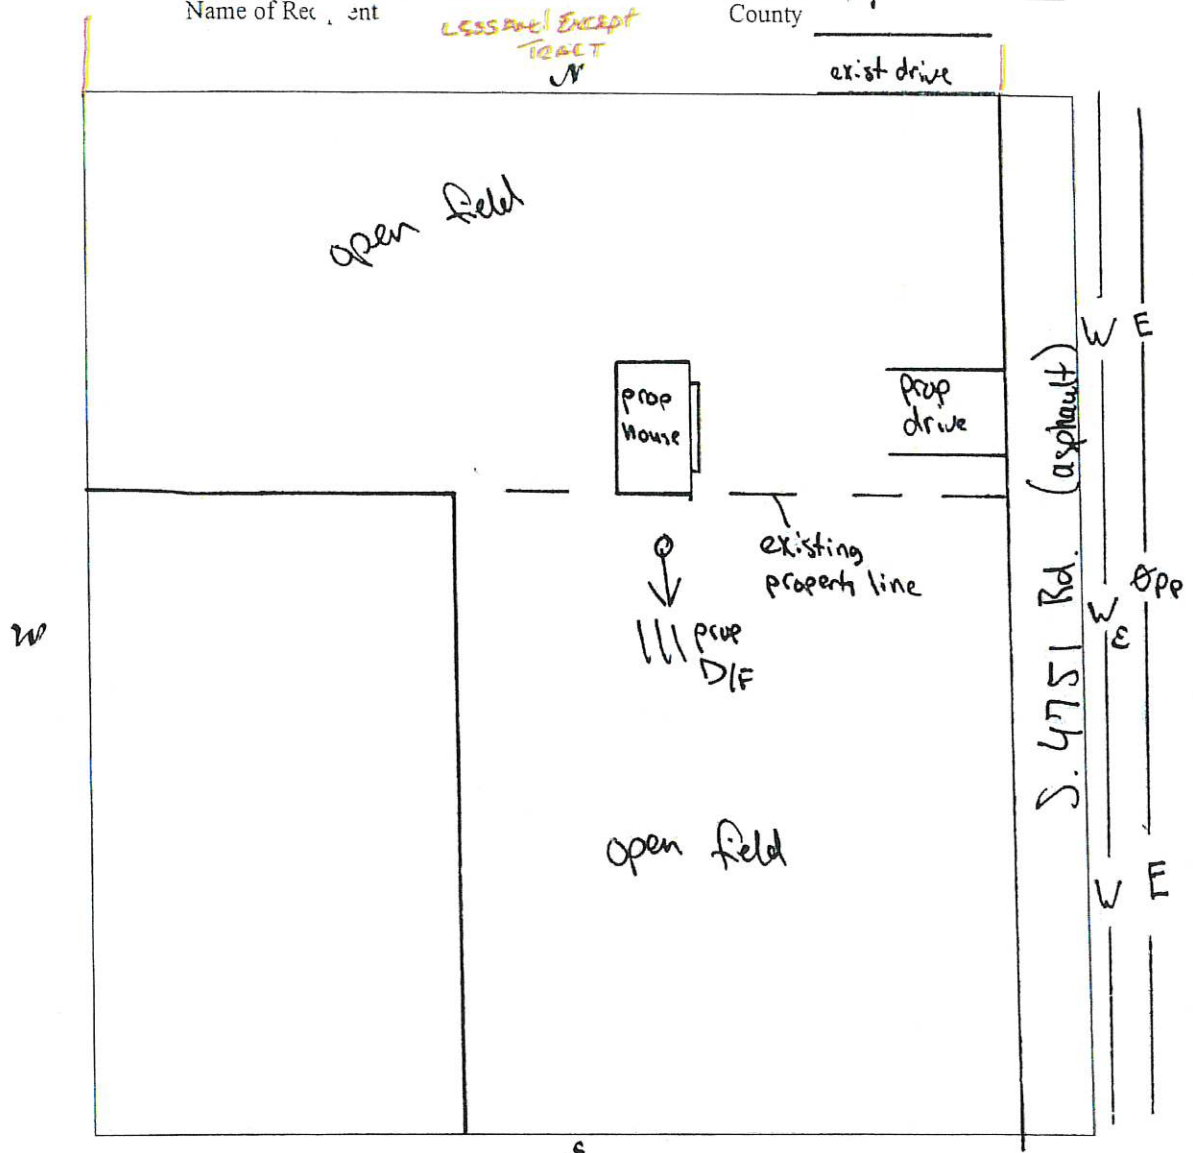 Name of Rec    ent
County
Less and Except
TRACT
N
exist drive
open field
W E
prop
house
prop
drive
(asphault)
existing
property line
prop
D/F
S. 4751 Rd.
Opp
W
W
E
open field
W E
S